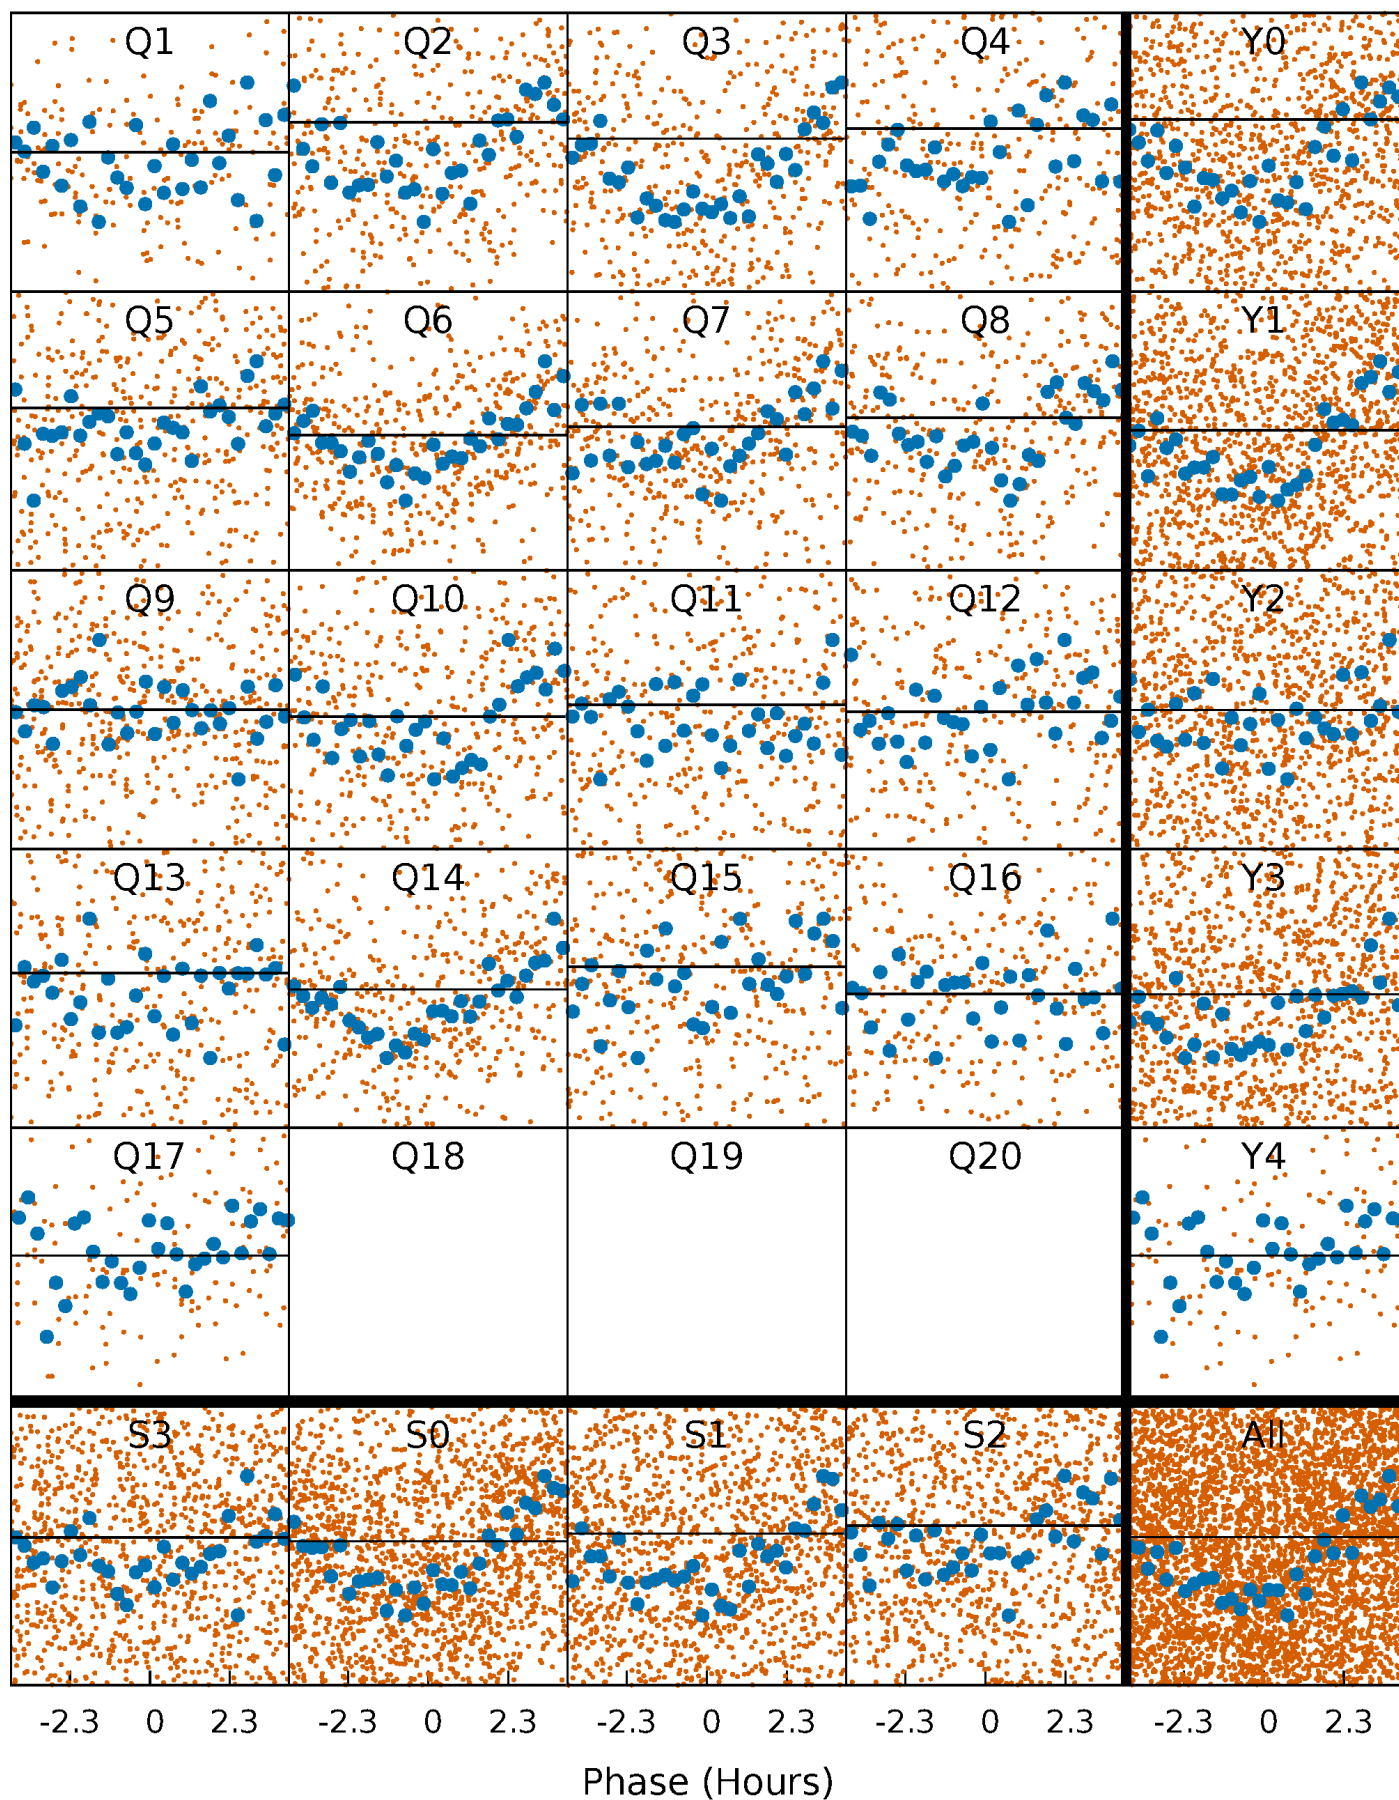 Q1 Q2 Q3 Q4 Y0
Q5 Q6 Q7 Q8 Y1
Q9 Q10 Q11 Q12 Y2
Q13 Q14 Q15 Q16 Y3
Q17 Q18 Q19 Q20 Y4
S3 S0 S1 S2 All
-2.3 0 2.3 -2.3 0 2.3 -2.3 0 2.3 -2.3 0 2.3 -2.3 0 2.3
Phase (Hours)